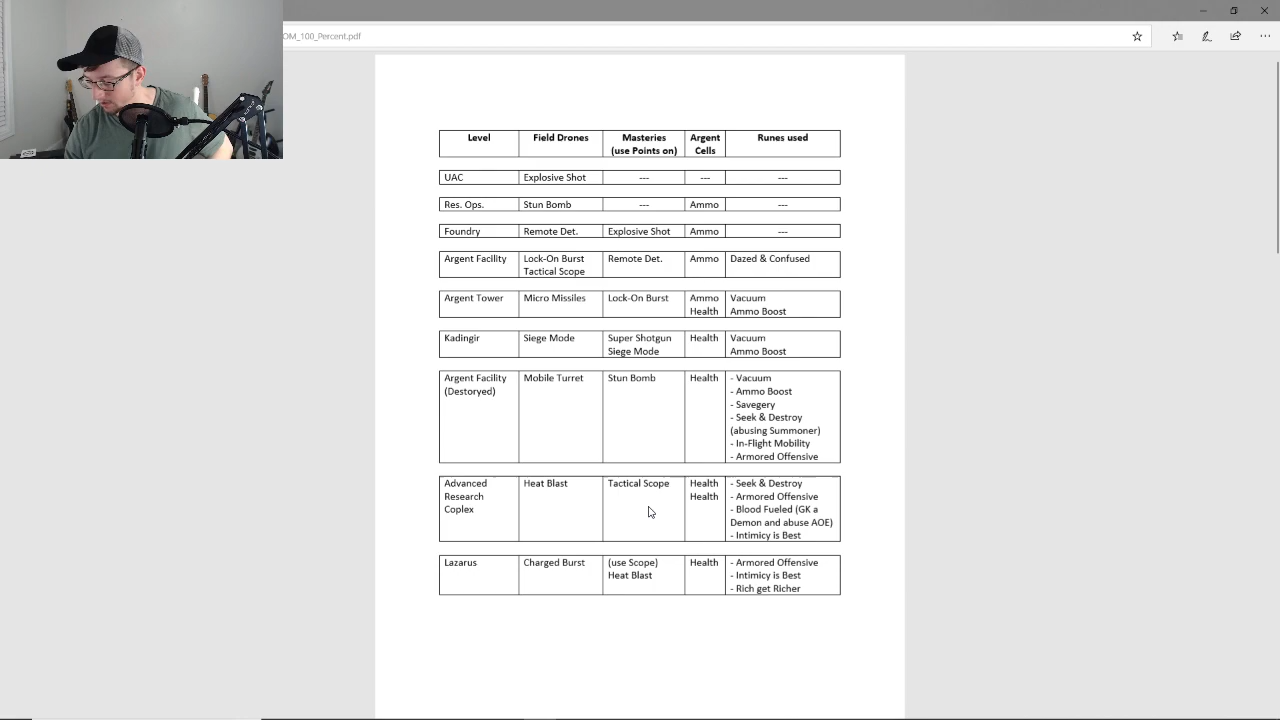 OM_100_Percent.pdf
Level Field Drones Masteries Argent Runes used
(use Points on) Cells
UAC Explosive Shot --- --- ---
Res. Ops. Stun Bomb --- Ammo ---
Foundry Remote Det. Explosive Shot Ammo ---
Argent Facility Lock-On Burst Remote Det. Ammo Dazed & Confused
Tactical Scope
Argent Tower Micro Missiles Lock-On Burst Ammo Vacuum
Health Ammo Boost
Kadingir Siege Mode Super Shotgun Health Vacuum
Siege Mode Ammo Boost
Argent Facility Mobile Turret Stun Bomb Health - Vacuum
(Destoryed) - Ammo Boost
- Savegery
- Seek & Destroy
(abusing Summoner)
- In-Flight Mobility
- Armored Offensive
Advanced Heat Blast Tactical Scope Health - Seek & Destroy
Research Health - Armored Offensive
Coplex - Blood Fueled (GK a
Demon and abuse AOE)
- Intimicy is Best
Lazarus Charged Burst (use Scope) Health - Armored Offensive
Heat Blast - Intimicy is Best
- Rich get Richer